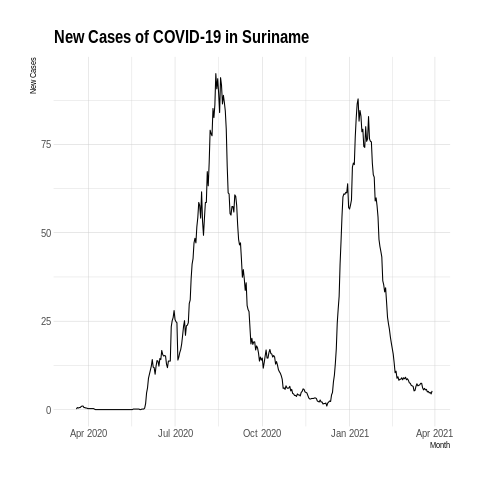 New Cases of COVID-19 in Suriname
New Cases
75
50
25
0
Apr 2020 Jul 2020 Oct 2020 Jan 2021 Apr 2021
Month